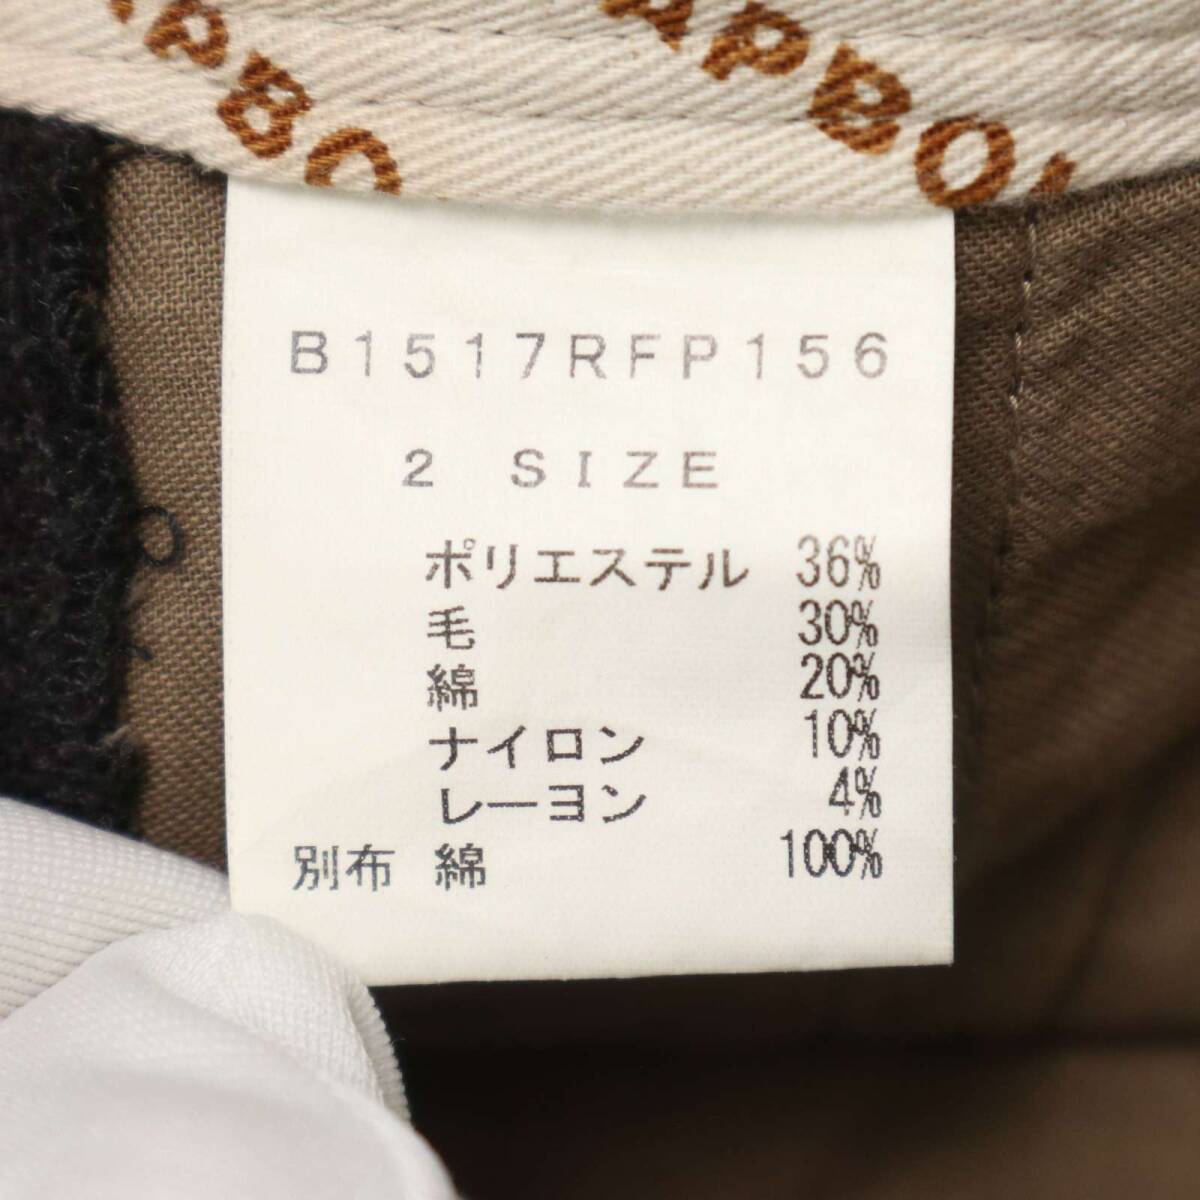 B1517RFP156
2 SIZE
ポリエステル 36%
毛 30%
綿 20%
ナイロン 10%
レーヨン 4%
別布 綿 100%